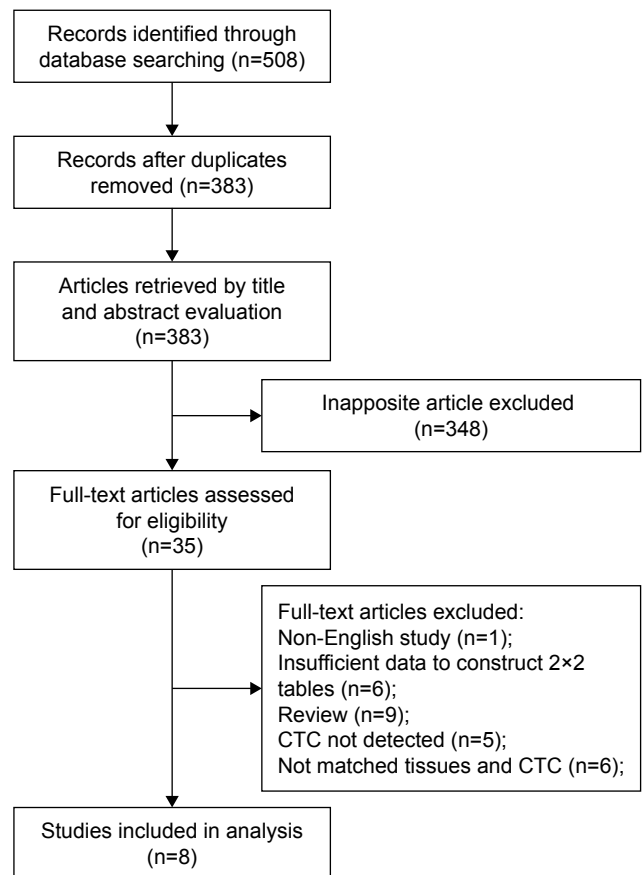 Records identified through
database searching (n=508)
Records after duplicates
removed (n=383)
Articles retrieved by title
and abstract evaluation
(n=383)
Inapposite article excluded
(n=348)
Full-text articles assessed
for eligibility
(n=35)
Full-text articles excluded:
Non-English study (n=1);
Insufficient data to construct 2×2
tables (n=6);
Review (n=9);
CTC not detected (n=5);
Not matched tissues and CTC (n=6);
Studies included in analysis
(n=8)